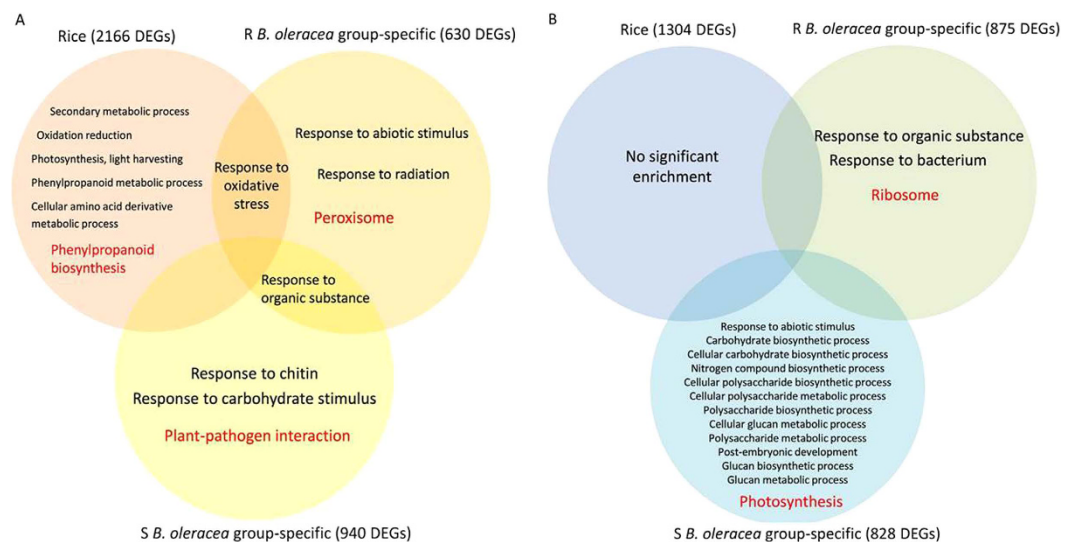 A
Rice (2166 DEGs)
R B. oleracea group-specific (630 DEGs)
Secondary metabolic process
Oxidation reduction
Photosynthesis, light harvesting
Phenylpropanoid metabolic process
Cellular amino acid derivative
metabolic process
Phenylpropanoid
biosynthesis
Response to
oxidative
stress
Response to abiotic stimulus
Response to radiation
Peroxisome
Response to
organic substance
Response to chitin
Response to carbohydrate stimulus
Plant-pathogen interaction
S B. oleracea group-specific (940 DEGs)
B
Rice (1304 DEGs)
R B. oleracea group-specific (875 DEGs)
No significant
enrichment
Response to organic substance
Response to bacterium
Ribosome
Response to abiotic stimulus
Carbohydrate biosynthetic process
Cellular carbohydrate biosynthetic process
Nitrogen compound biosynthetic process
Cellular polysaccharide biosynthetic process
Cellular polysaccharide metabolic process
Polysaccharide biosynthetic process
Cellular glucan metabolic process
Polysaccharide metabolic process
Post-embryonic development
Glucan biosynthetic process
Glucan metabolic process
Photosynthesis
S B. oleracea group-specific (828 DEGs)